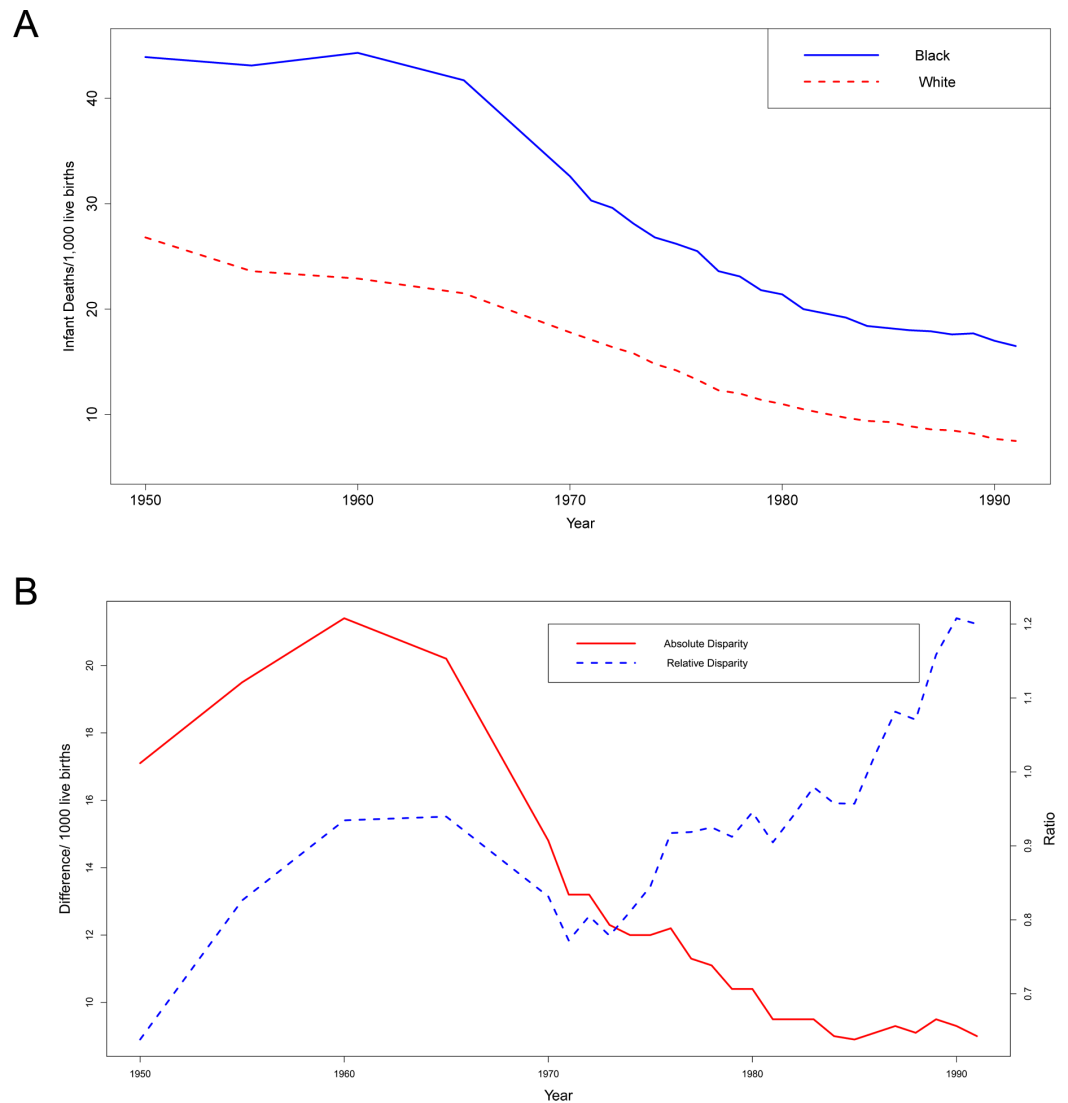 A
Black
White
Infant Deaths/1,000 live births
40
30
20
10
1950 1960 1970 1980 1990
Year
B
Absolute Disparity
Relative Disparity
Difference/ 1000 live births
20
18
16
14
12
10
1.2
1.1
1.0
0.9
0.8
0.7
Ratio
1950 1960 1970 1980 1990
Year